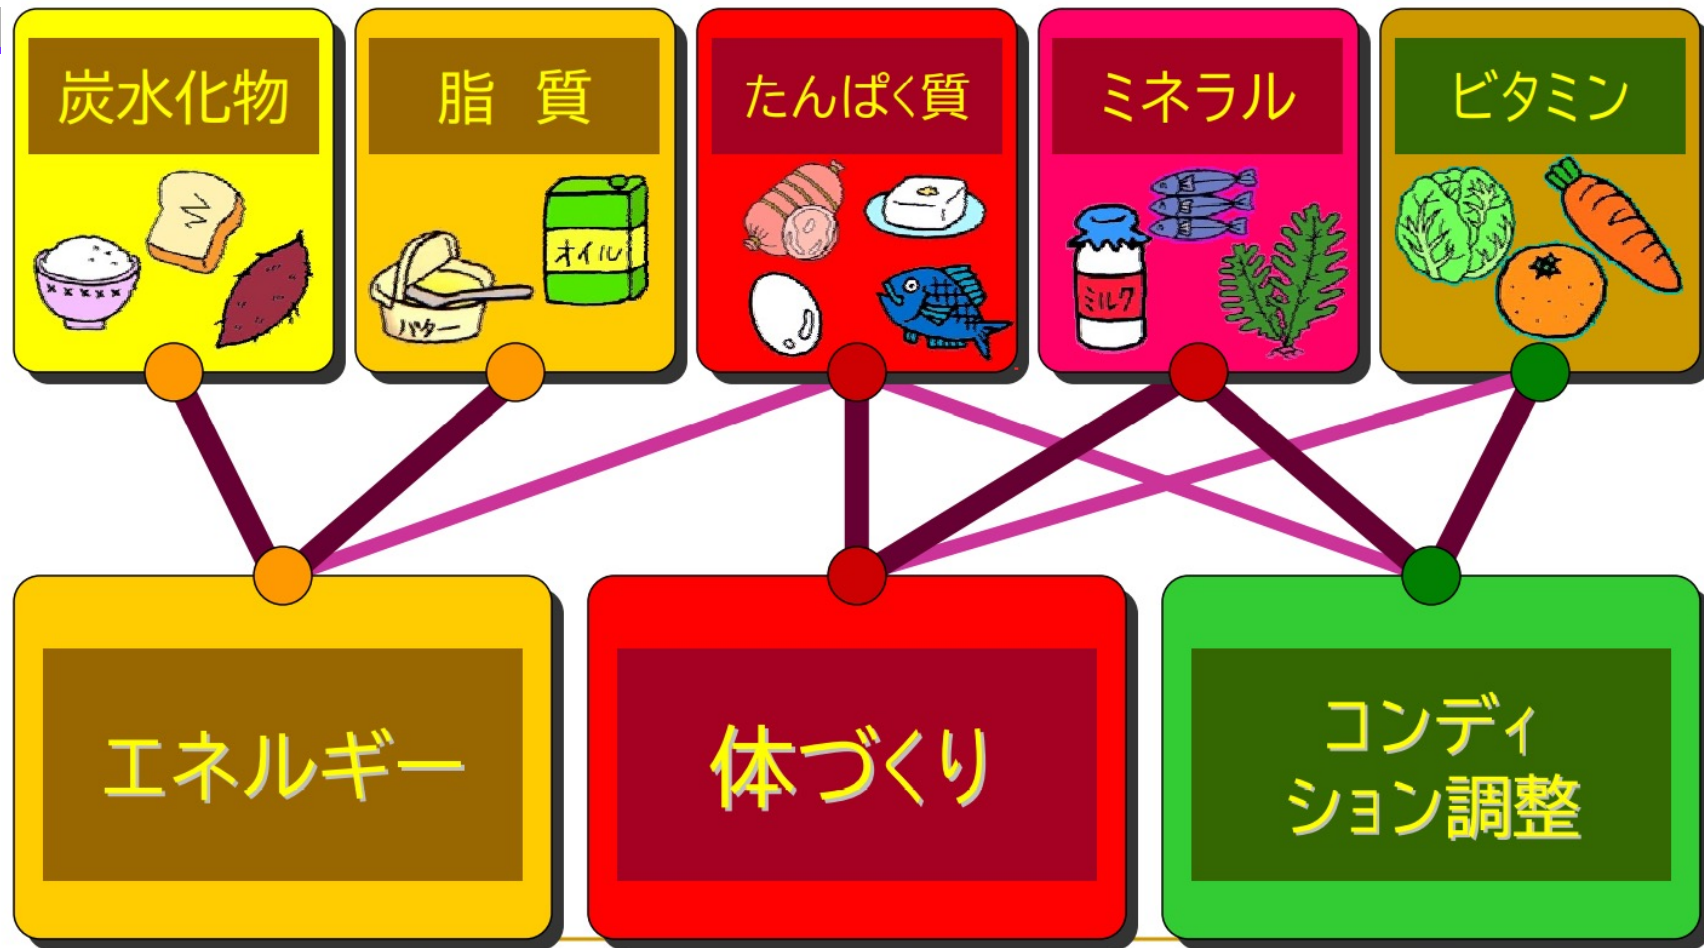 炭水化物
脂 質
たんぱく質
ミネラル
ビタミン
オイル
バター
ミルク
エネルギー
体づくり
コンディ
ション調整